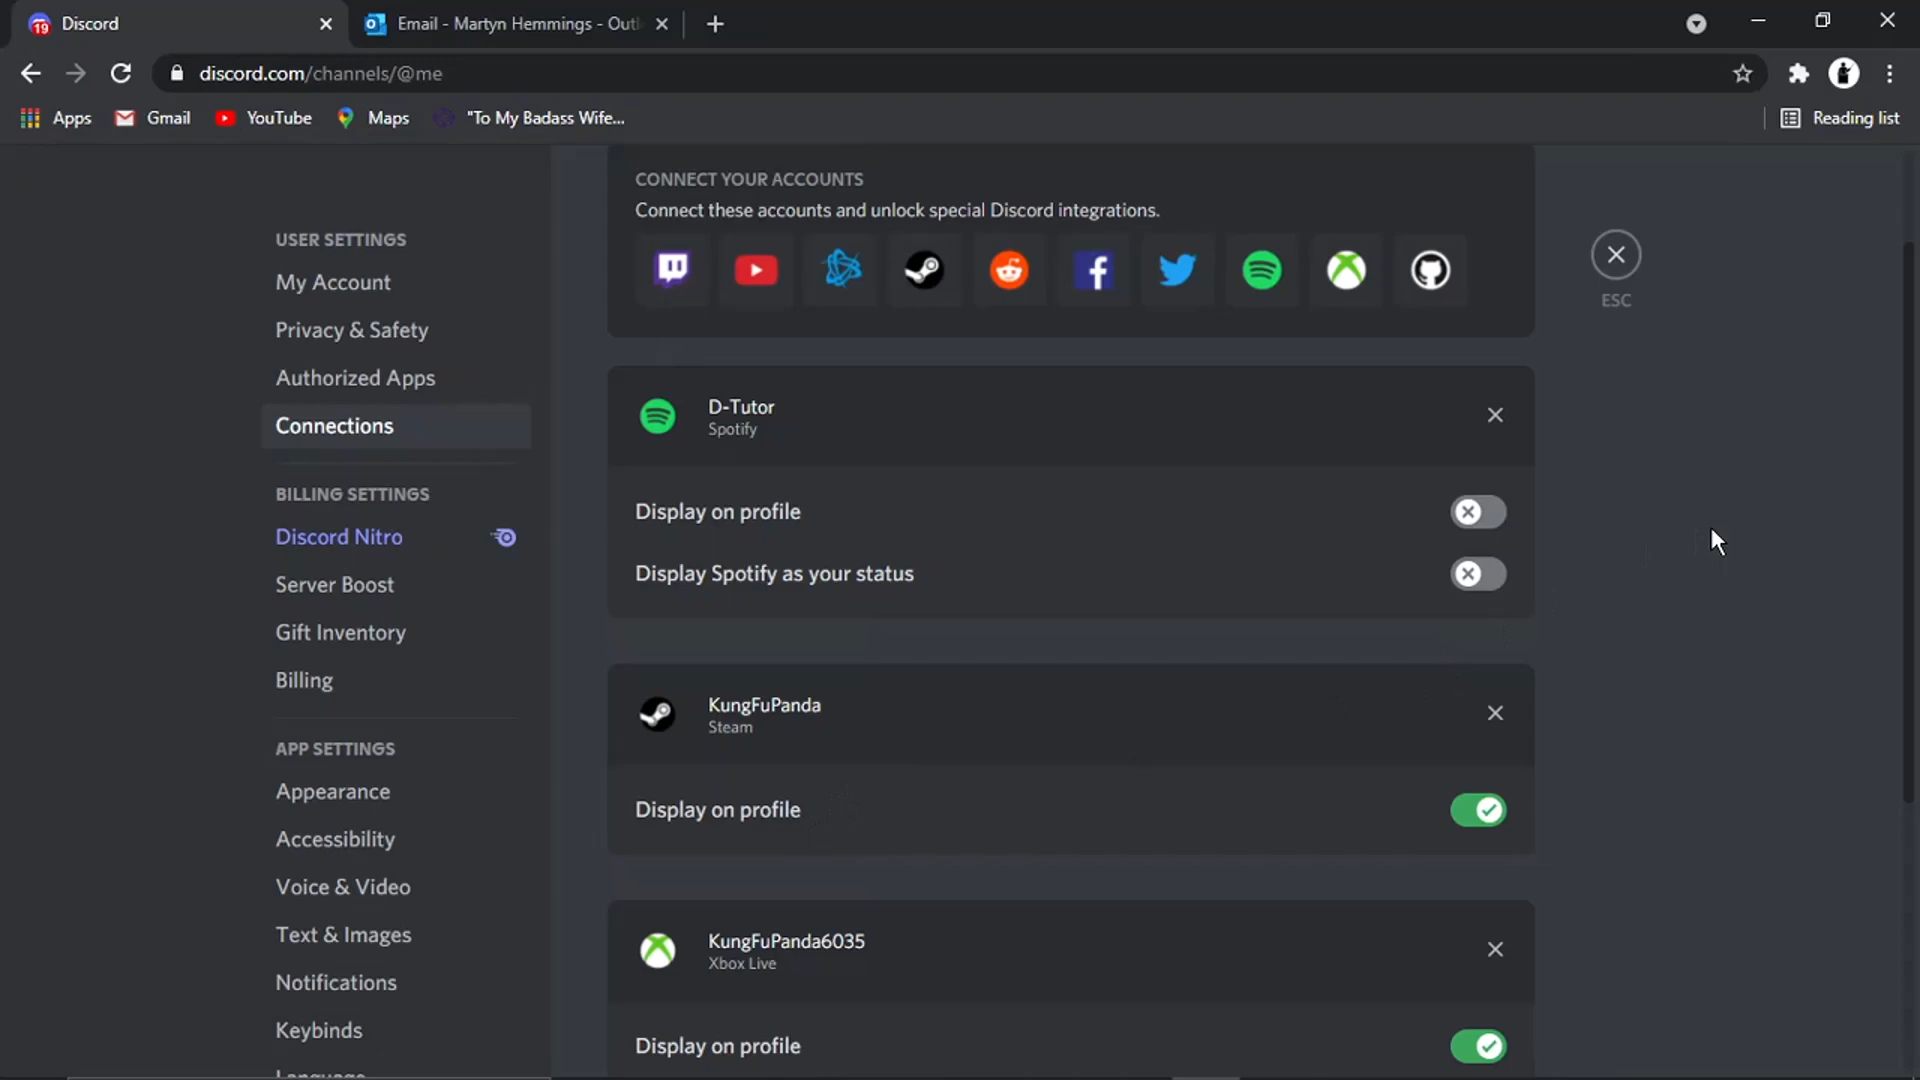 19 Discord
Email - Martyn Hemmings - Outl
discord.com/channels/@me
Apps Gmail YouTube Maps "To My Badass Wife... Reading list
USER SETTINGS
My Account
Privacy & Safety
Authorized Apps
Connections
BILLING SETTINGS
Discord Nitro
Server Boost
Gift Inventory
Billing
APP SETTINGS
Appearance
Accessibility
Voice & Video
Text & Images
Notifications
Keybinds
Language
CONNECT YOUR ACCOUNTS
Connect these accounts and unlock special Discord integrations.
D-Tutor
Spotify
Display on profile
Display Spotify as your status
KungFuPanda
Steam
Display on profile
KungFuPanda6035
Xbox Live
Display on profile
ESC